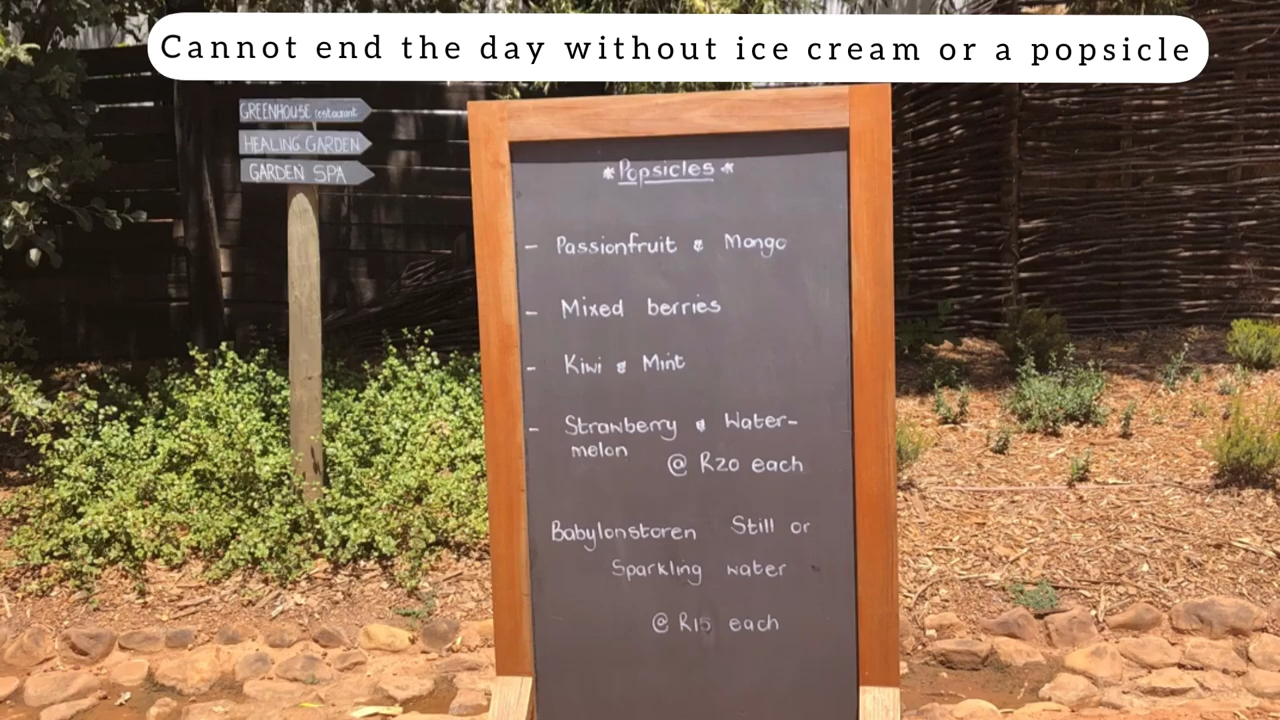 Cannot end the day without ice cream or a popsicle
GREENHOUSE restaurant
HEALING GARDEN
GARDEN SPA
*Popsicles*
- Passionfruit & Mango
- Mixed berries
- Kiwi & Mint
- Strawberry & Water-
melon
@ R20 each
Babylonstoren Still or
Sparkling water
@ R15 each